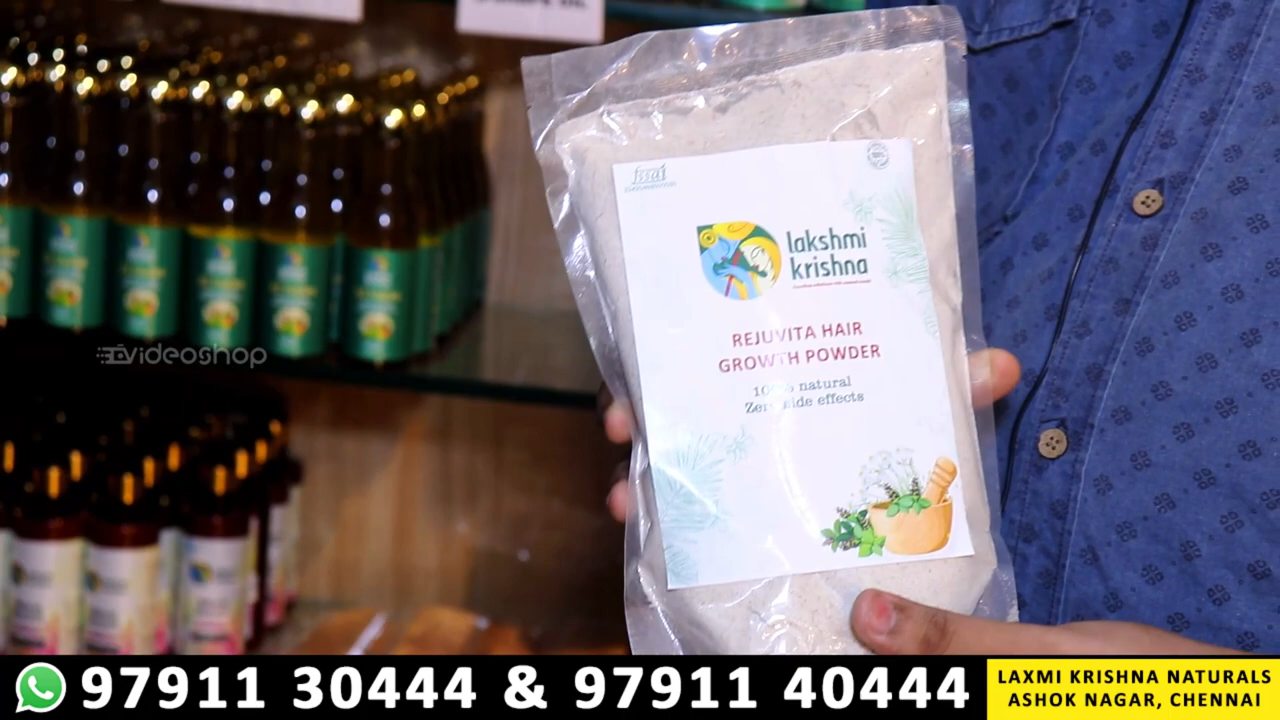 fssai
lakshmi
krishna
REJUVITA HAIR
GROWTH POWDER
100% natural
Zero side effects
videoshop
97911 30444 & 97911 40444
LAXMI KRISHNA NATURALS
ASHOK NAGAR, CHENNAI